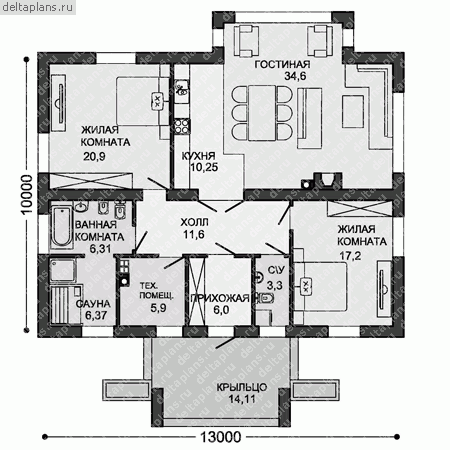 deltaplans.ru
ГОСТИНАЯ
34,6
ЖИЛАЯ
КОМНАТА
20,9
КУХНЯ
10,25
10000
ХОЛЛ
11,6
ВАННАЯ
КОМНАТА
6,31
ЖИЛАЯ
КОМНАТА
17,2
С\У
3,3
ТЕХ.
ПОМЕЩ.
5,9
ПРИХОЖАЯ
6,0
САУНА
6,37
КРЫЛЬЦО
14,11
13000
deltaplans.ru